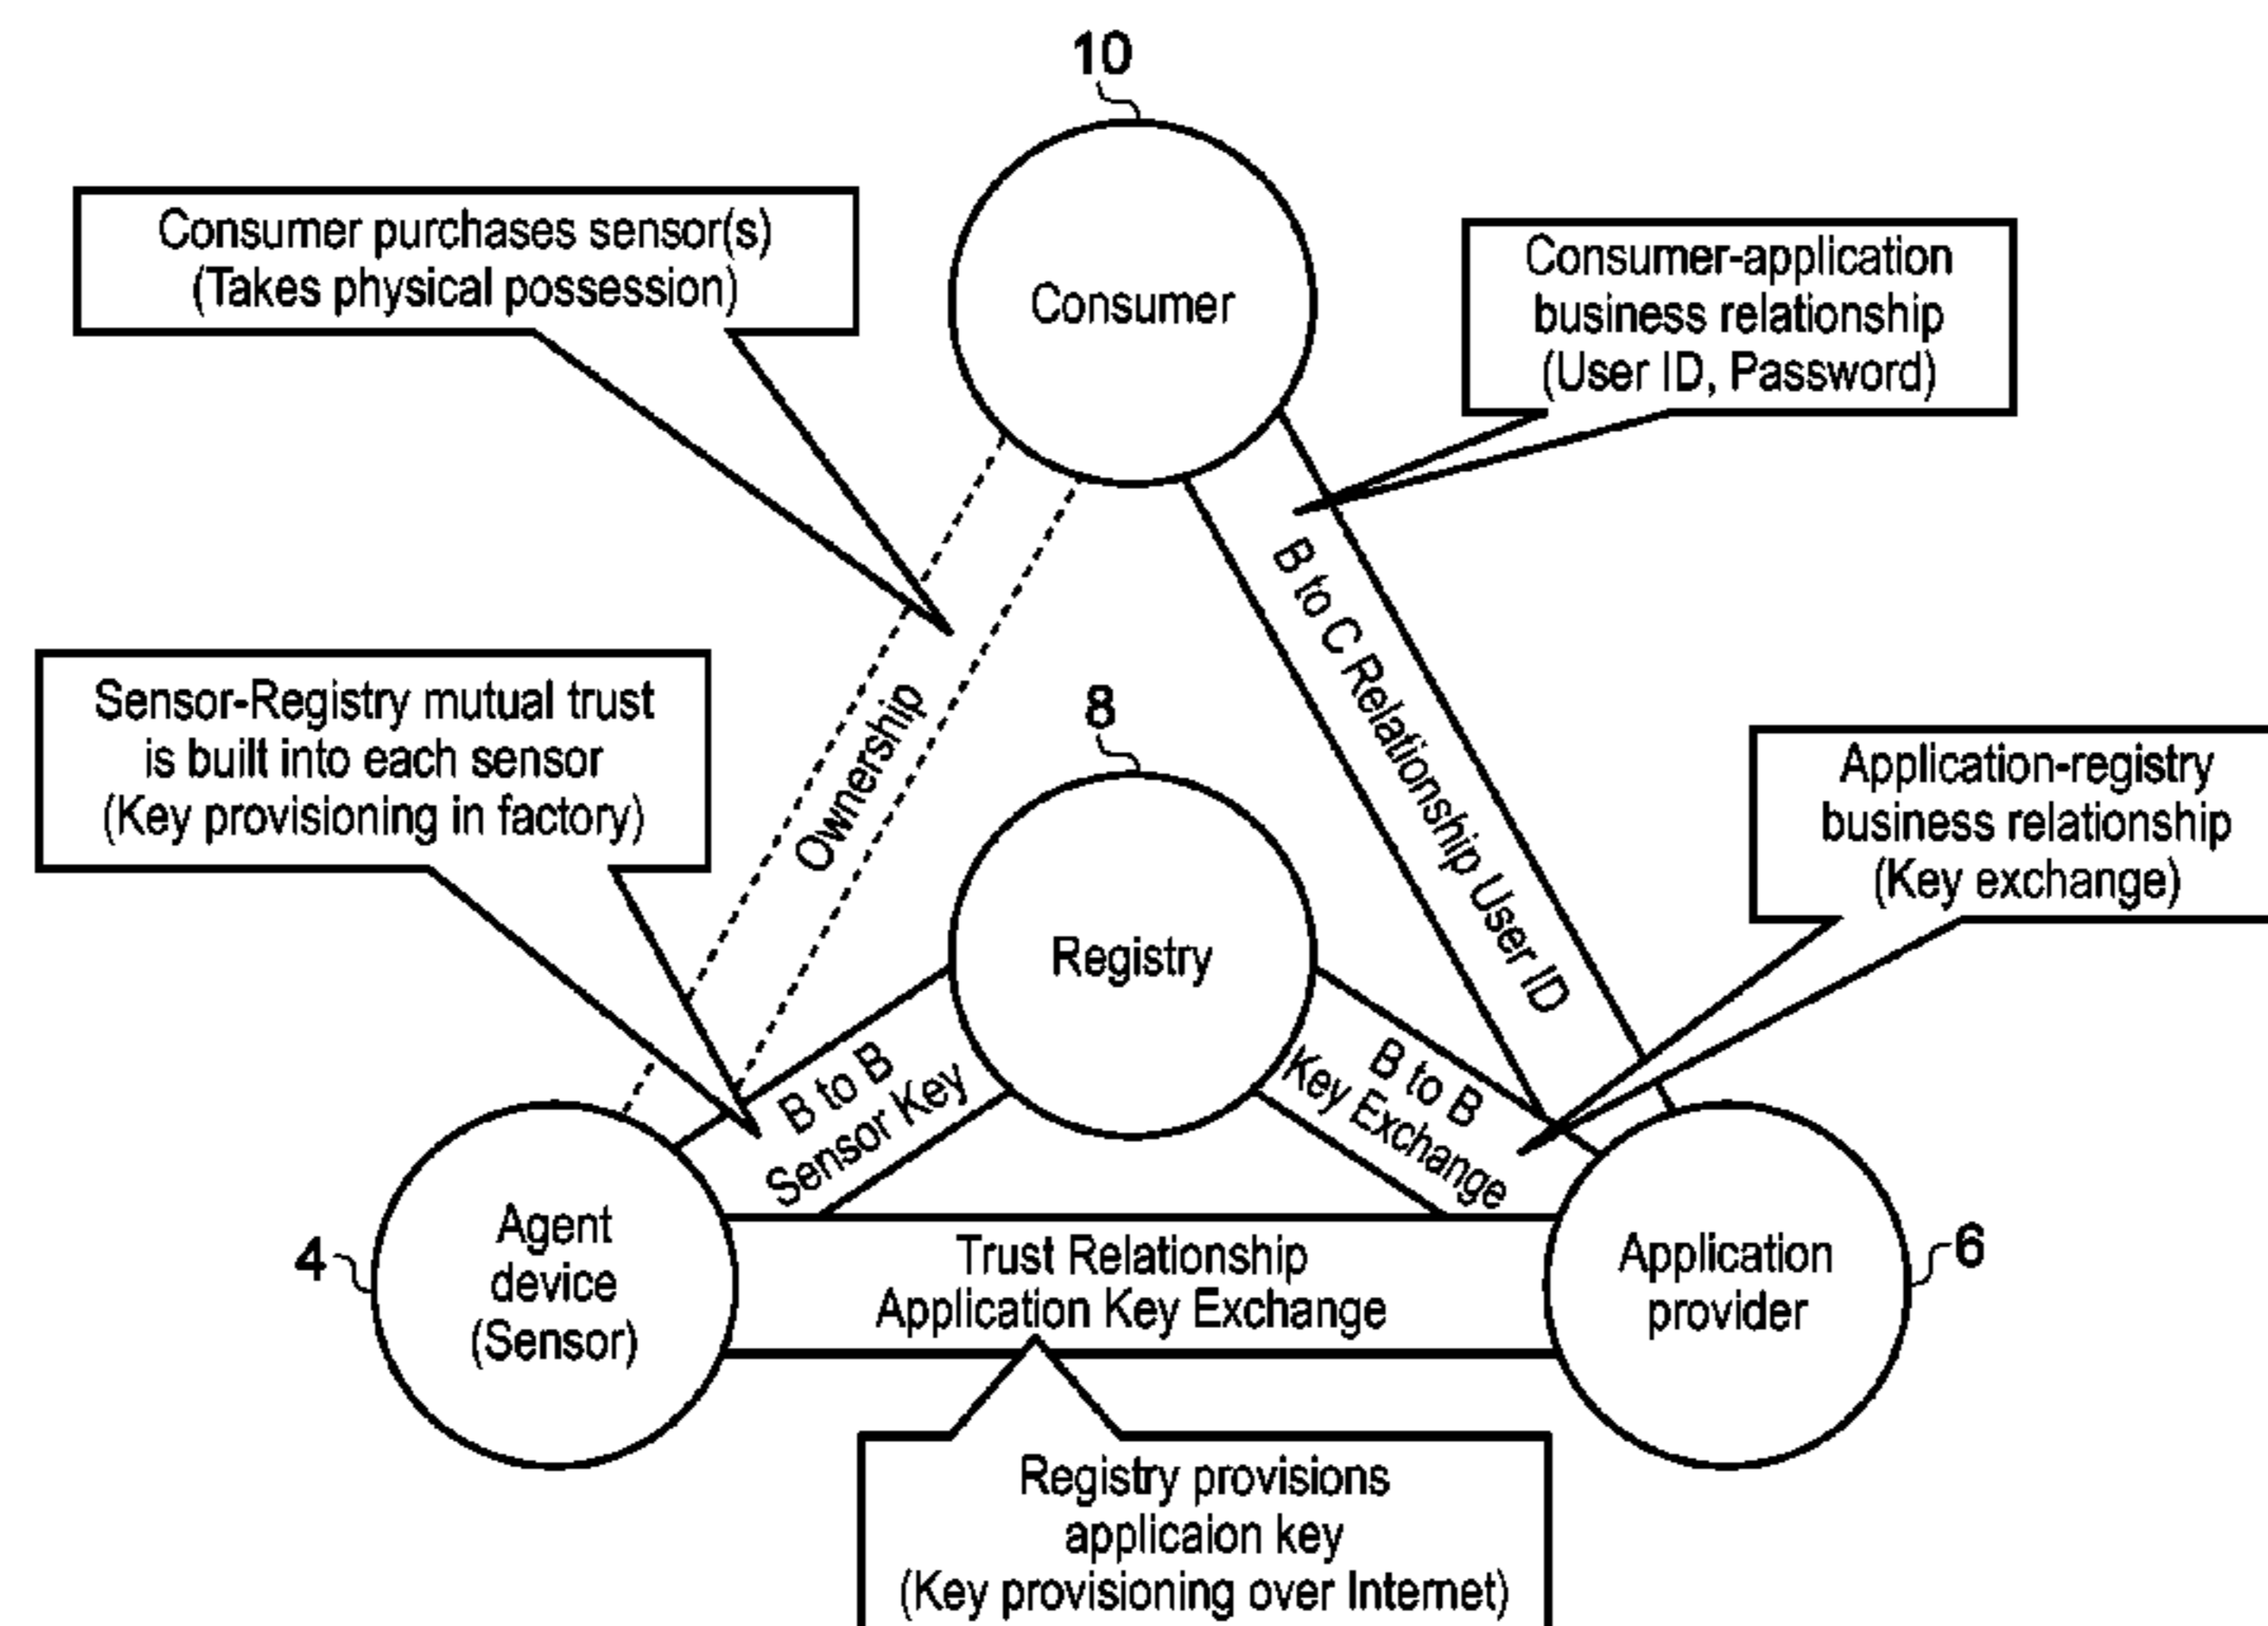 10
Consumer purchases sensor(s)
(Takes physical possession)
Consumer
Consumer-application
business relationship
(User ID, Password)
Ownership
B to C Relationship User ID
Sensor-Registry mutual trust
is built into each sensor
(Key provisioning in factory)
8
Registry
Application-registry
business relationship
(Key exchange)
B to B
Sensor Key
B to B
Key Exchange
4
Agent
device
(Sensor)
Trust Relationship
Application Key Exchange
Application
provider
6
Registry provisions
applicaion key
(Key provisioning over Internet)